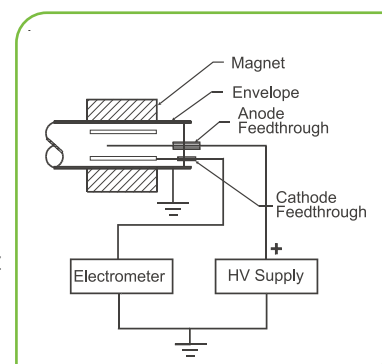 Magnet
Envelope
Anode
Feedthrough
Cathode
Feedthrough
+
Electrometer
HV Supply